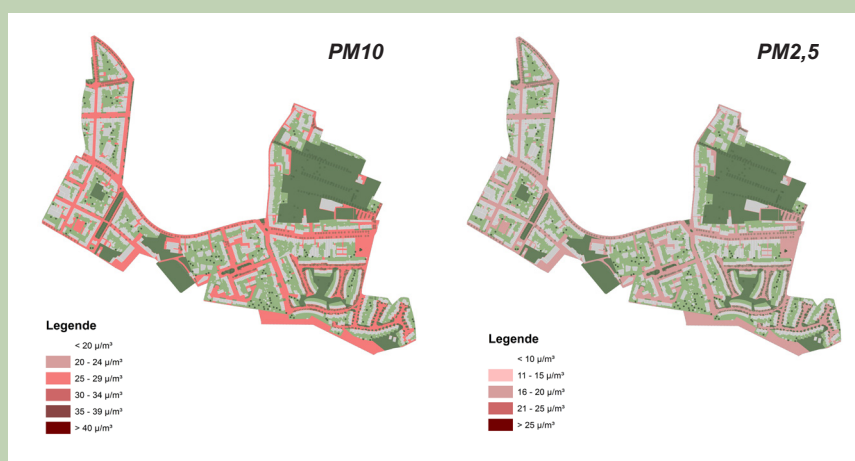 PM10
PM2,5
Legende
< 20 μ/m³
20 - 24 μ/m³
25 - 29 μ/m³
30 - 34 μ/m³
35 - 39 μ/m³
> 40 μ/m³
Legende
< 10 μ/m³
11 - 15 μ/m³
16 - 20 μ/m³
21 - 25 μ/m³
> 25 μ/m³